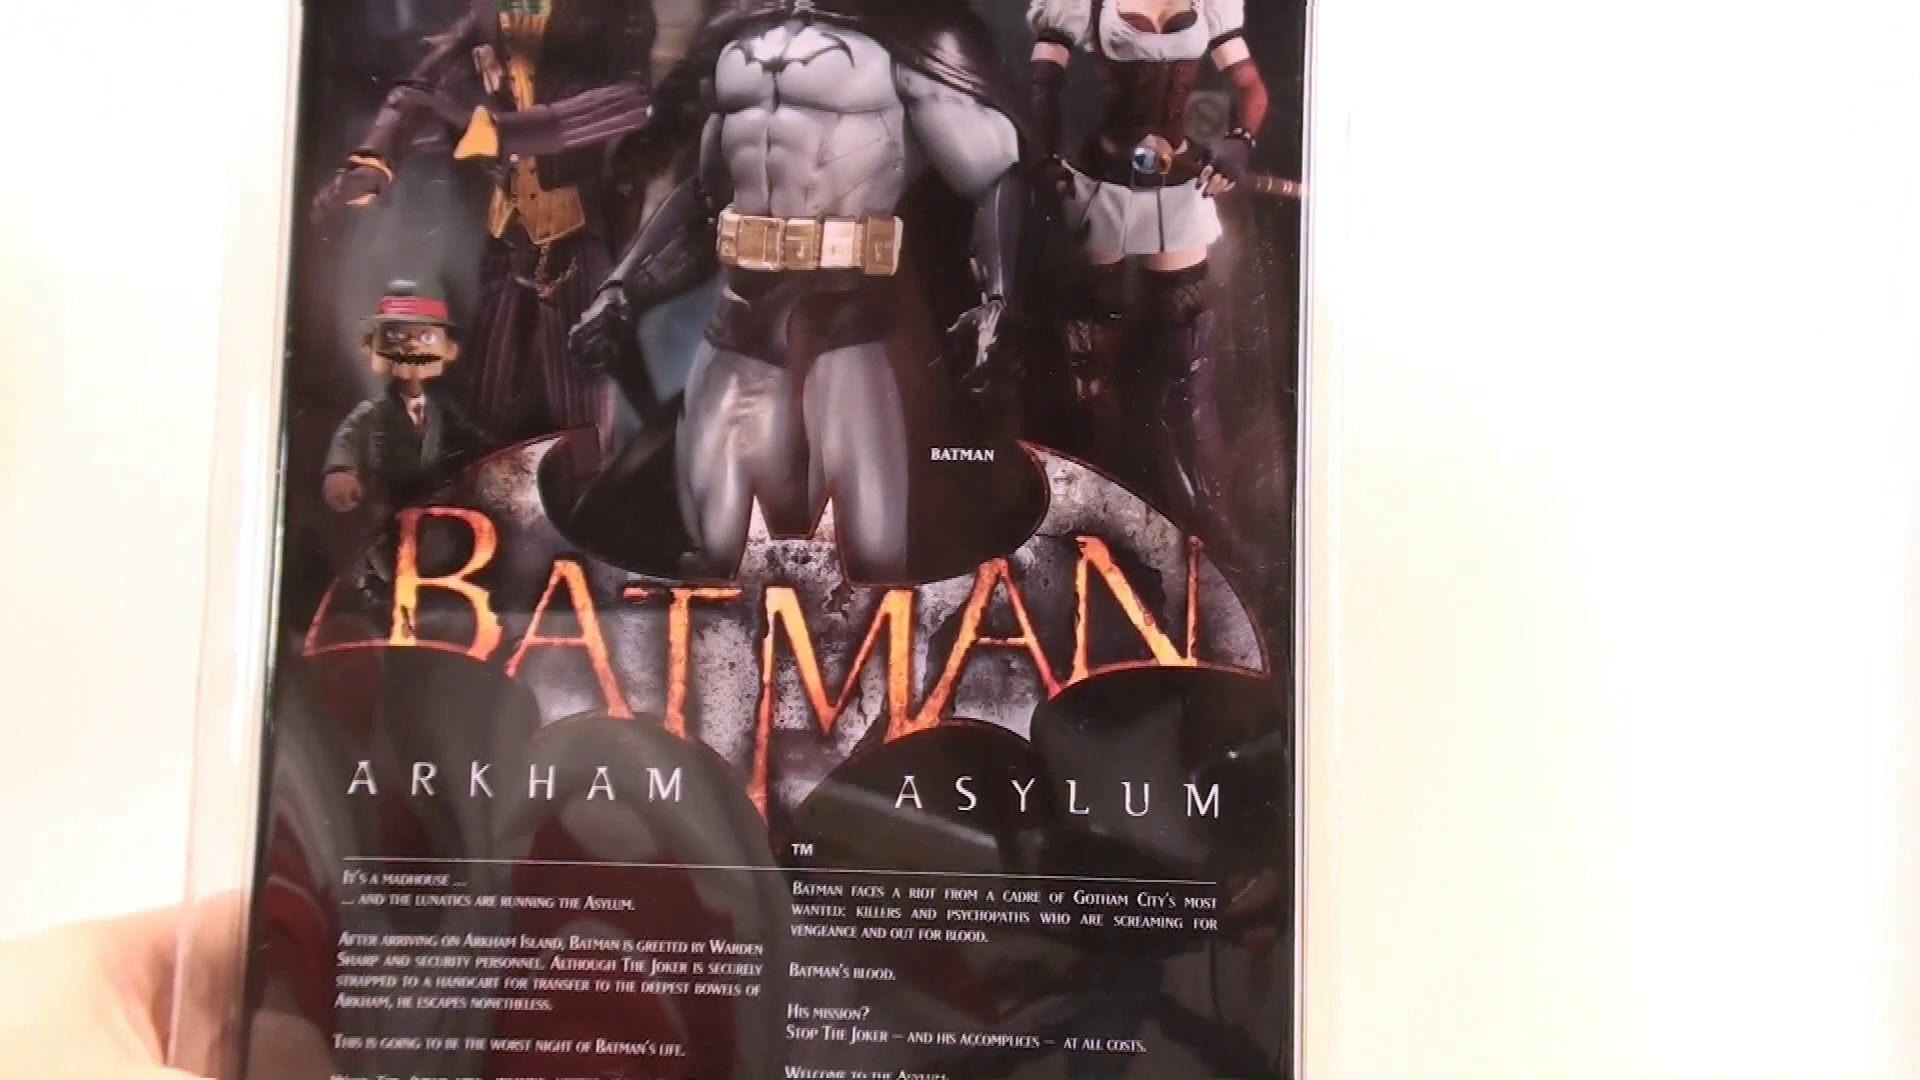 BATMAN
BATMAN
ARKHAM ASYLUM
TM
IT'S A MADHOUSE ...
... AND THE LUNATICS ARE RUNNING THE ASYLUM.
AFTER ARRIVING ON ARKHAM ISLAND, BATMAN IS GREETED BY WARDEN
SHARP AND SECURITY PERSONNEL. ALTHOUGH THE JOKER IS SECURELY
STRAPPED TO A HANDCART FOR TRANSFER TO THE DEEPEST BOWELS OF
ARKHAM, HE ESCAPES NONETHELESS.
THIS IS GOING TO BE THE WORST NIGHT OF BATMAN'S LIFE.
BATMAN FACES A RIOT FROM A CADRE OF GOTHAM CITY'S MOST
WANTED: KILLERS AND PSYCHOPATHS WHO ARE SCREAMING FOR
VENGEANCE AND OUT FOR BLOOD.
BATMAN'S BLOOD.
HIS MISSION?
STOP THE JOKER – AND HIS ACCOMPLICES – AT ALL COSTS.
WELCOME TO THE ASYLUM.